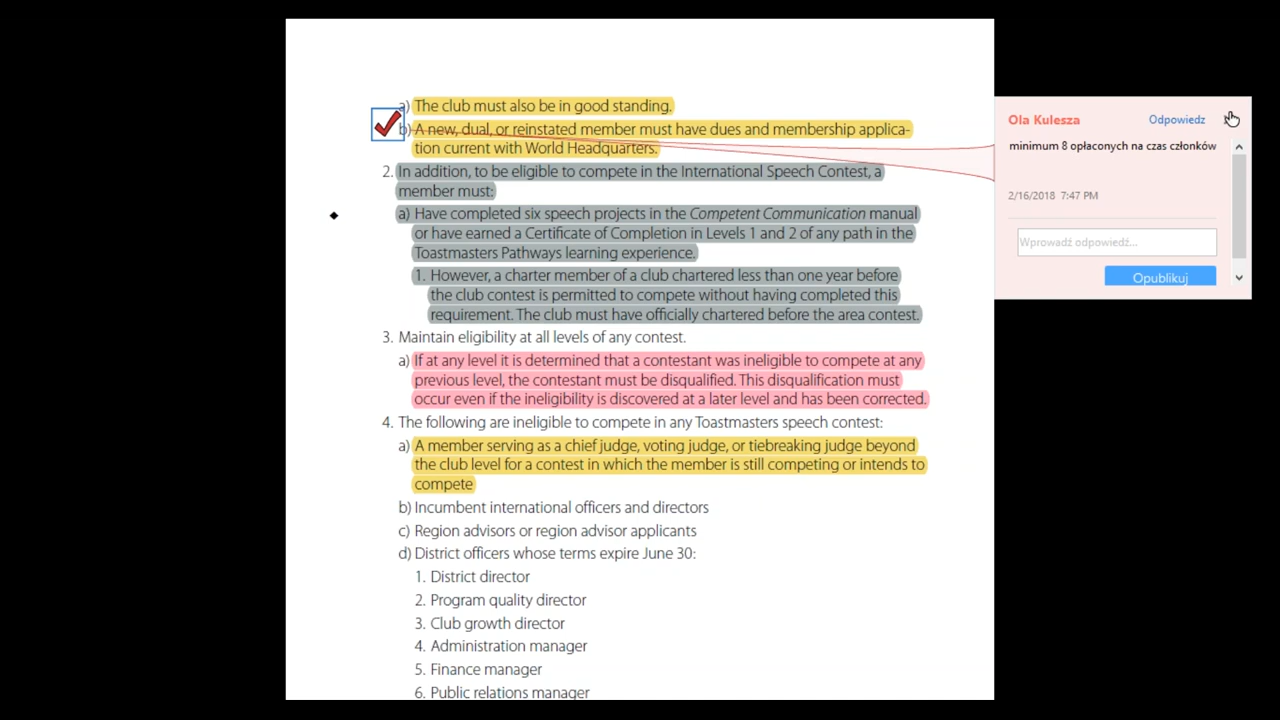 a) The club must also be in good standing.
b) A new, dual, or reinstated member must have dues and membership applica-
tion current with World Headquarters.
2. In addition, to be eligible to compete in the International Speech Contest, a
member must:
a) Have completed six speech projects in the Competent Communication manual
or have earned a Certificate of Completion in Levels 1 and 2 of any path in the
Toastmasters Pathways learning experience.
1. However, a charter member of a club chartered less than one year before
the club contest is permitted to compete without having completed this
requirement. The club must have officially chartered before the area contest.
3. Maintain eligibility at all levels of any contest.
a) If at any level it is determined that a contestant was ineligible to compete at any
previous level, the contestant must be disqualified. This disqualification must
occur even if the ineligibility is discovered at a later level and has been corrected.
4. The following are ineligible to compete in any Toastmasters speech contest:
a) A member serving as a chief judge, voting judge, or tiebreaking judge beyond
the club level for a contest in which the member is still competing or intends to
compete
b) Incumbent international officers and directors
c) Region advisors or region advisor applicants
d) District officers whose terms expire June 30:
1. District director
2. Program quality director
3. Club growth director
4. Administration manager
5. Finance manager
6. Public relations manager
Ola Kulesza
Odpowiedz
minimum 8 opłaconych na czas członków
2/16/2018 7:47 PM
Wprowadź odpowiedź...
Opublikuj